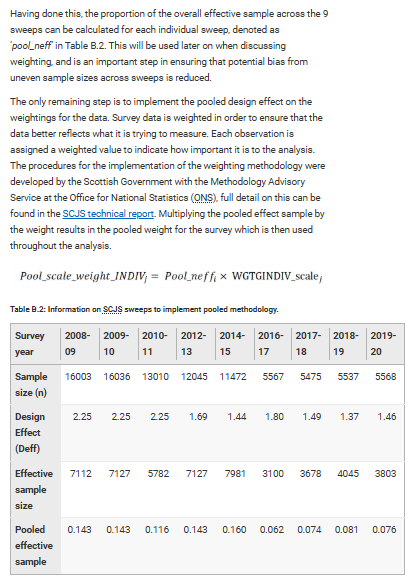 Having done this, the proportion of the overall effective sample across the 9
sweeps can be calculated for each individual sweep, denoted as
'pool_neff' in Table B.2. This will be used later on when discussing
weighting, and is an important step in ensuring that potential bias from
uneven sample sizes across sweeps is reduced.
The only remaining step is to implement the pooled design effect on the
weightings for the data. Survey data is weighted in order to ensure that the
data better reflects what it is trying to measure. Each observation is
assigned a weighted value to indicate how important it is to the analysis.
The procedures for the implementation of the weighting methodology were
developed by the Scottish Government with the Methodology Advisory
Service at the Office for National Statistics (ONS), full detail on this can be
found in the SCJS technical report. Multiplying the pooled effect sample by
the weight results in the pooled weight for the survey which is then used
throughout the analysis.
Pool_scale_weight_INDIVⱼ = Pool_neffᵢ × WGTGINDIV_scaleⱼ
Table B.2: Information on SCJS sweeps to implement pooled methodology.
Survey 2008- 2009- 2010- 2012- 2014- 2016- 2017- 2018- 2019-
year 09 10 11 13 15 17 18 19 20
Sample 16003 16036 13010 12045 11472 5567 5475 5537 5568
size (n)
Design 2.25 2.25 2.25 1.69 1.44 1.80 1.49 1.37 1.46
Effect
(Deff)
Effective 7112 7127 5782 7127 7981 3100 3678 4045 3803
sample
size
Pooled 0.143 0.143 0.116 0.143 0.160 0.062 0.074 0.081 0.076
effective
sample